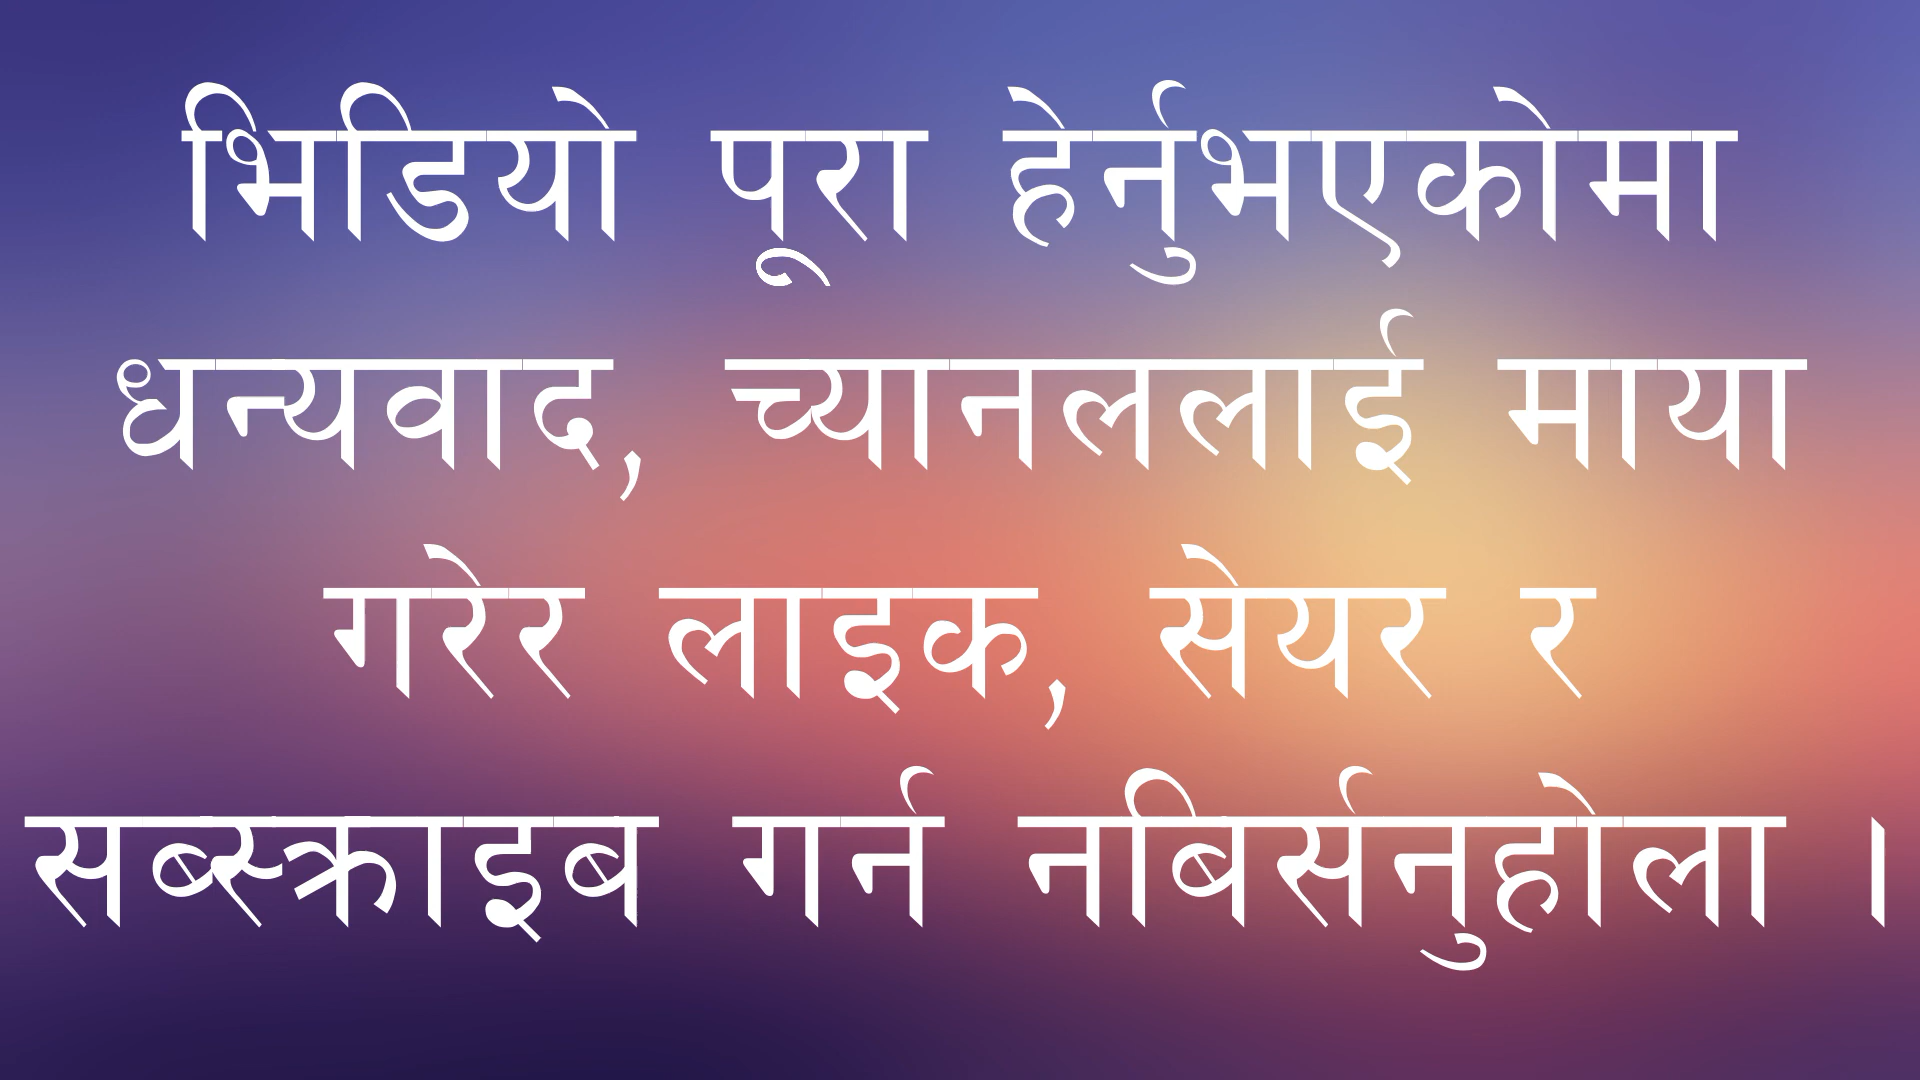 भिडियो पूरा हेर्नुभएकोमा
धन्यवाद, च्यानललाई माया
गरेर लाइक, सेयर र
सब्स्क्राइब गर्न नबिर्सनुहोला ।